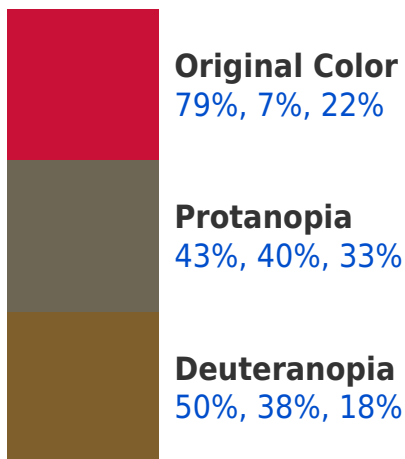 Original Color
79%, 7%, 22%
Protanopia
43%, 40%, 33%
Deuteranopia
50%, 38%, 18%